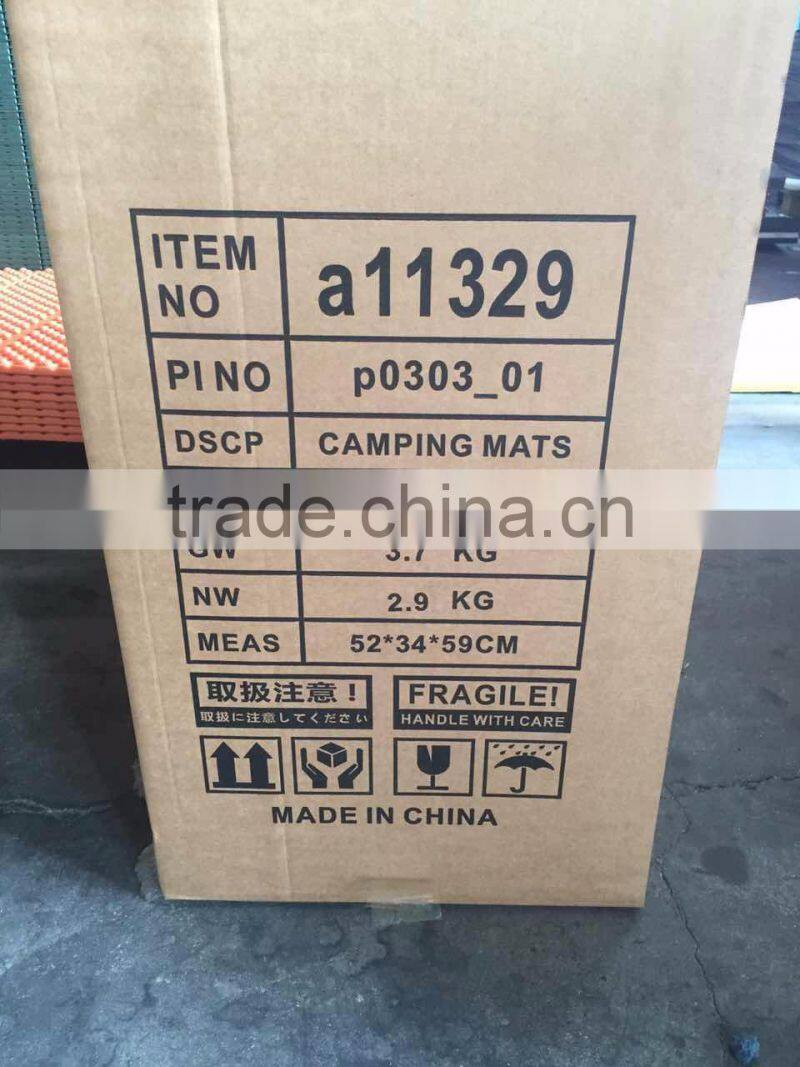 ITEM NO
a11329
PI NO p0303_01
DSCP CAMPING MATS
trade.china.cn
GW 3.7 KG
NW 2.9 KG
MEAS 52*34*59CM
取扱注意！
取扱に注意してください
FRAGILE!
HANDLE WITH CARE
MADE IN CHINA